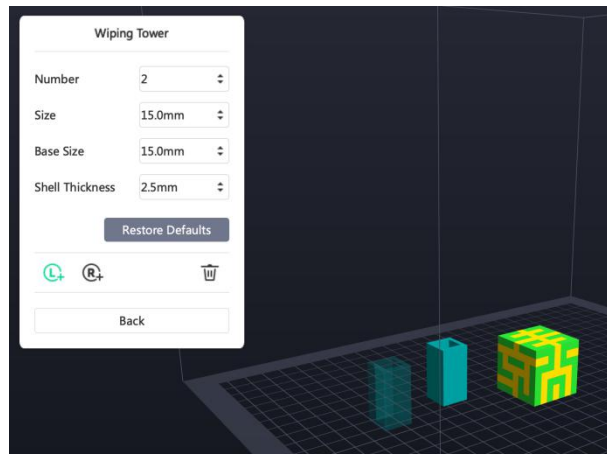 Wiping Tower
Number 2
Size 15.0mm
Base Size 15.0mm
Shell Thickness 2.5mm
Restore Defaults
L+ R+
Back